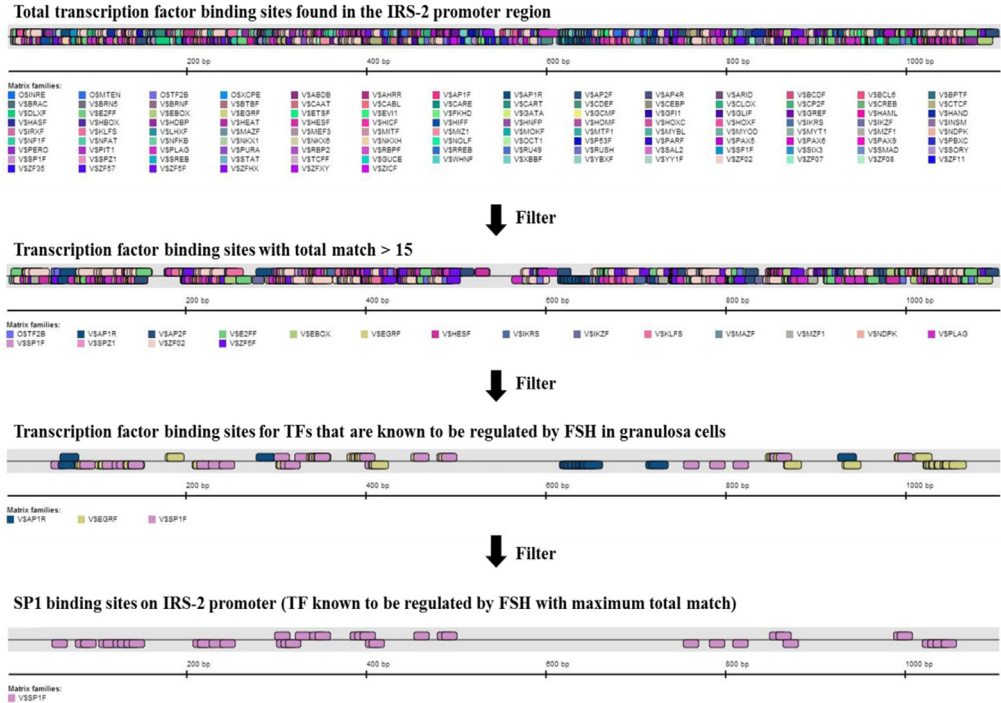 Total transcription factor binding sites found in the IRS-2 promoter region
200 bp 400 bp 600 bp 800 bp 1000 bp
Matrix families:
O$INRE O$MTEN O$TF2B O$XCPE V$ABDB V$AHRR V$AP1F V$AP1R V$AP2F V$AP4R V$ARID V$BCDF V$BCL6 V$BPTF
V$BRAC V$BRN5 V$BRNF V$BTBF V$CAAT V$CABL V$CARE V$CART V$CDEF V$CEBP V$CLOX V$CP2F V$CREB V$CTCF
V$DLXF V$E2FF V$EBOX V$EGRF V$ETSF V$EVI1 V$FKHD V$GATA V$GCMF V$GFI1 V$GLIF V$GREF V$HAML V$HAND
V$HASF V$HBOX V$HDBP V$HEAT V$HESF V$HICF V$HIFF V$HNFP V$HOMF V$HOXC V$HOXF V$IKRS V$IKZF V$INSM
V$IRXF V$KLFS V$LHXF V$MAZF V$MEF3 V$MITF V$MIZ1 V$MOKF V$MTF1 V$MYBL V$MYOD V$MYT1 V$MZF1 V$NDPK
V$NF1F V$NFAT V$NFKB V$NKX1 V$NKX6 V$NKXH V$NOLF V$OCT1 V$P53F V$PARF V$PAX5 V$PAX6 V$PAX9 V$PBXC
V$PERO V$PIT1 V$PLAG V$PURA V$RBP2 V$RBPF V$RREB V$RU49 V$RUSH V$SAL2 V$SF1F V$SIX3 V$SMAD V$SORY
V$SP1F V$SPZ1 V$SREB V$STAT V$TCFF V$GUCE V$WHNF V$XBBF V$YBXF V$YY1F V$ZF02 V$ZF07 V$ZF08 V$ZF11
V$ZF35 V$ZF57 V$ZF5F V$ZFHX V$ZFXY V$ZICF
Filter
Transcription factor binding sites with total match > 15
200 bp 400 bp 600 bp 800 bp 1000 bp
Matrix families:
O$TF2B V$AP1R V$AP2F V$E2FF V$EBOX V$EGRF V$HESF V$IKRS V$IKZF V$KLFS V$MAZF V$MZF1 V$NDPK V$PLAG
V$SP1F V$SPZ1 V$ZF02 V$ZF5F
Filter
Transcription factor binding sites for TFs that are known to be regulated by FSH in granulosa cells
200 bp 400 bp 600 bp 800 bp 1000 bp
Matrix families:
V$AP1R V$EGRF V$SP1F
Filter
SP1 binding sites on IRS-2 promoter (TF known to be regulated by FSH with maximum total match)
200 bp 400 bp 600 bp 800 bp 1000 bp
Matrix families:
V$SP1F